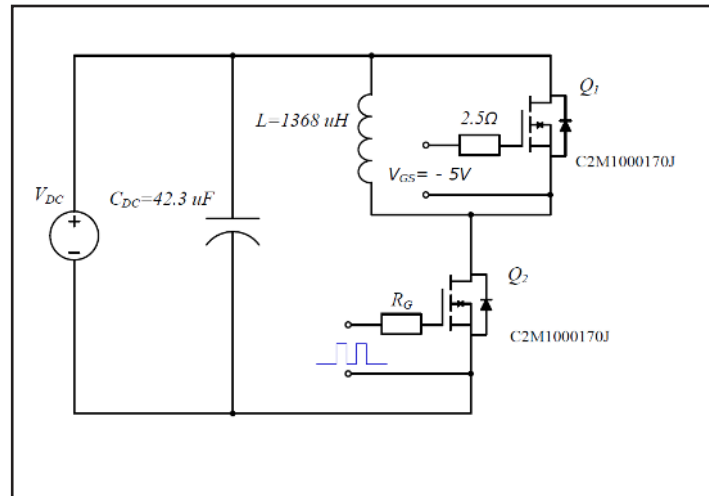 Q1
2.5Ω
L=1368 uH
C2M1000170J
VGS= - 5V
VDC
CDC=42.3 uF
+
−
Q2
RG
C2M1000170J